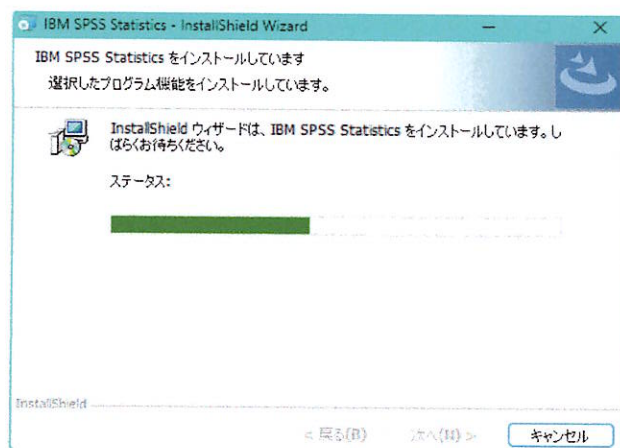 IBM SPSS Statistics - InstallShield Wizard
IBM SPSS Statistics をインストールしています
選択したプログラム機能をインストールしています。
InstallShield ウィザードは、IBM SPSS Statistics をインストールしています。し
ばらくお待ちください。
ステータス:
InstallShield
< 戻る(B) 次へ(N) > キャンセル